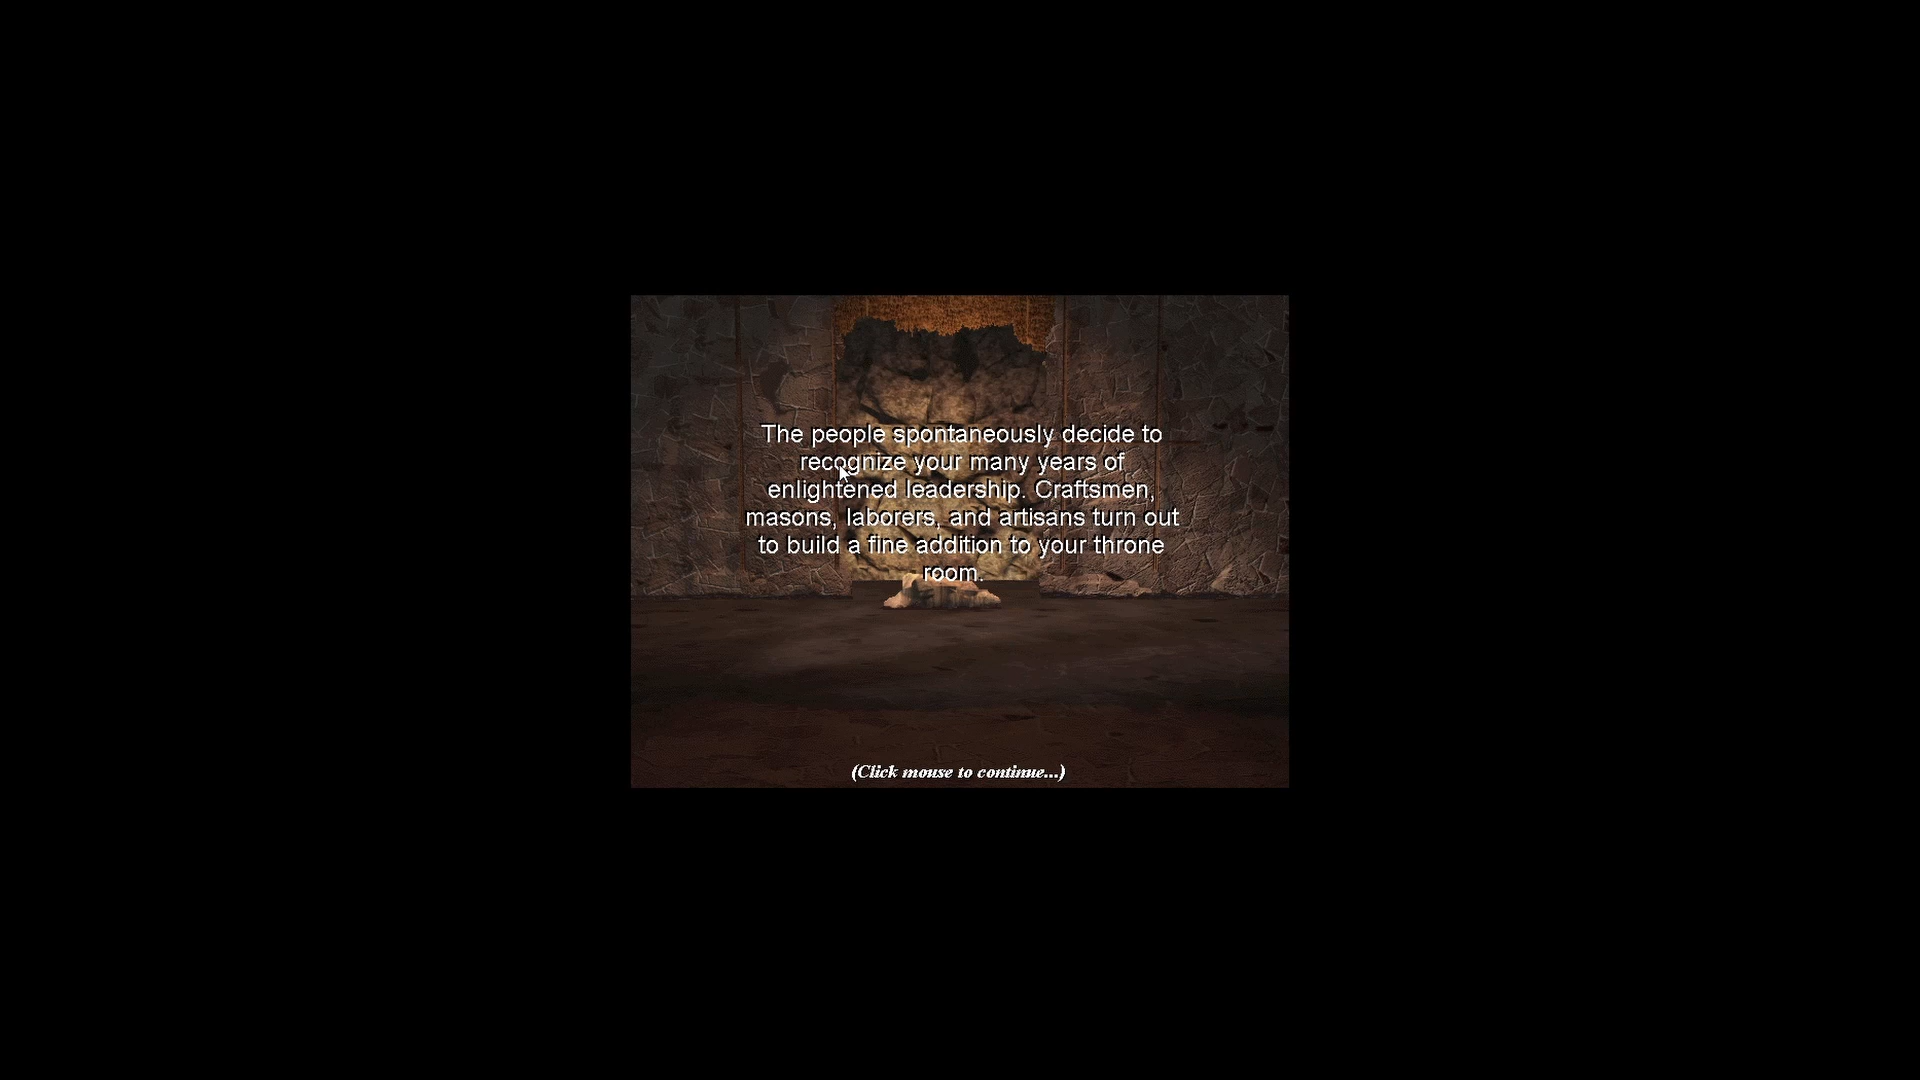 The people spontaneously decide to
recognize your many years of
enlightened leadership. Craftsmen,
masons, laborers, and artisans turn out
to build a fine addition to your throne
room.
(Click mouse to continue...)